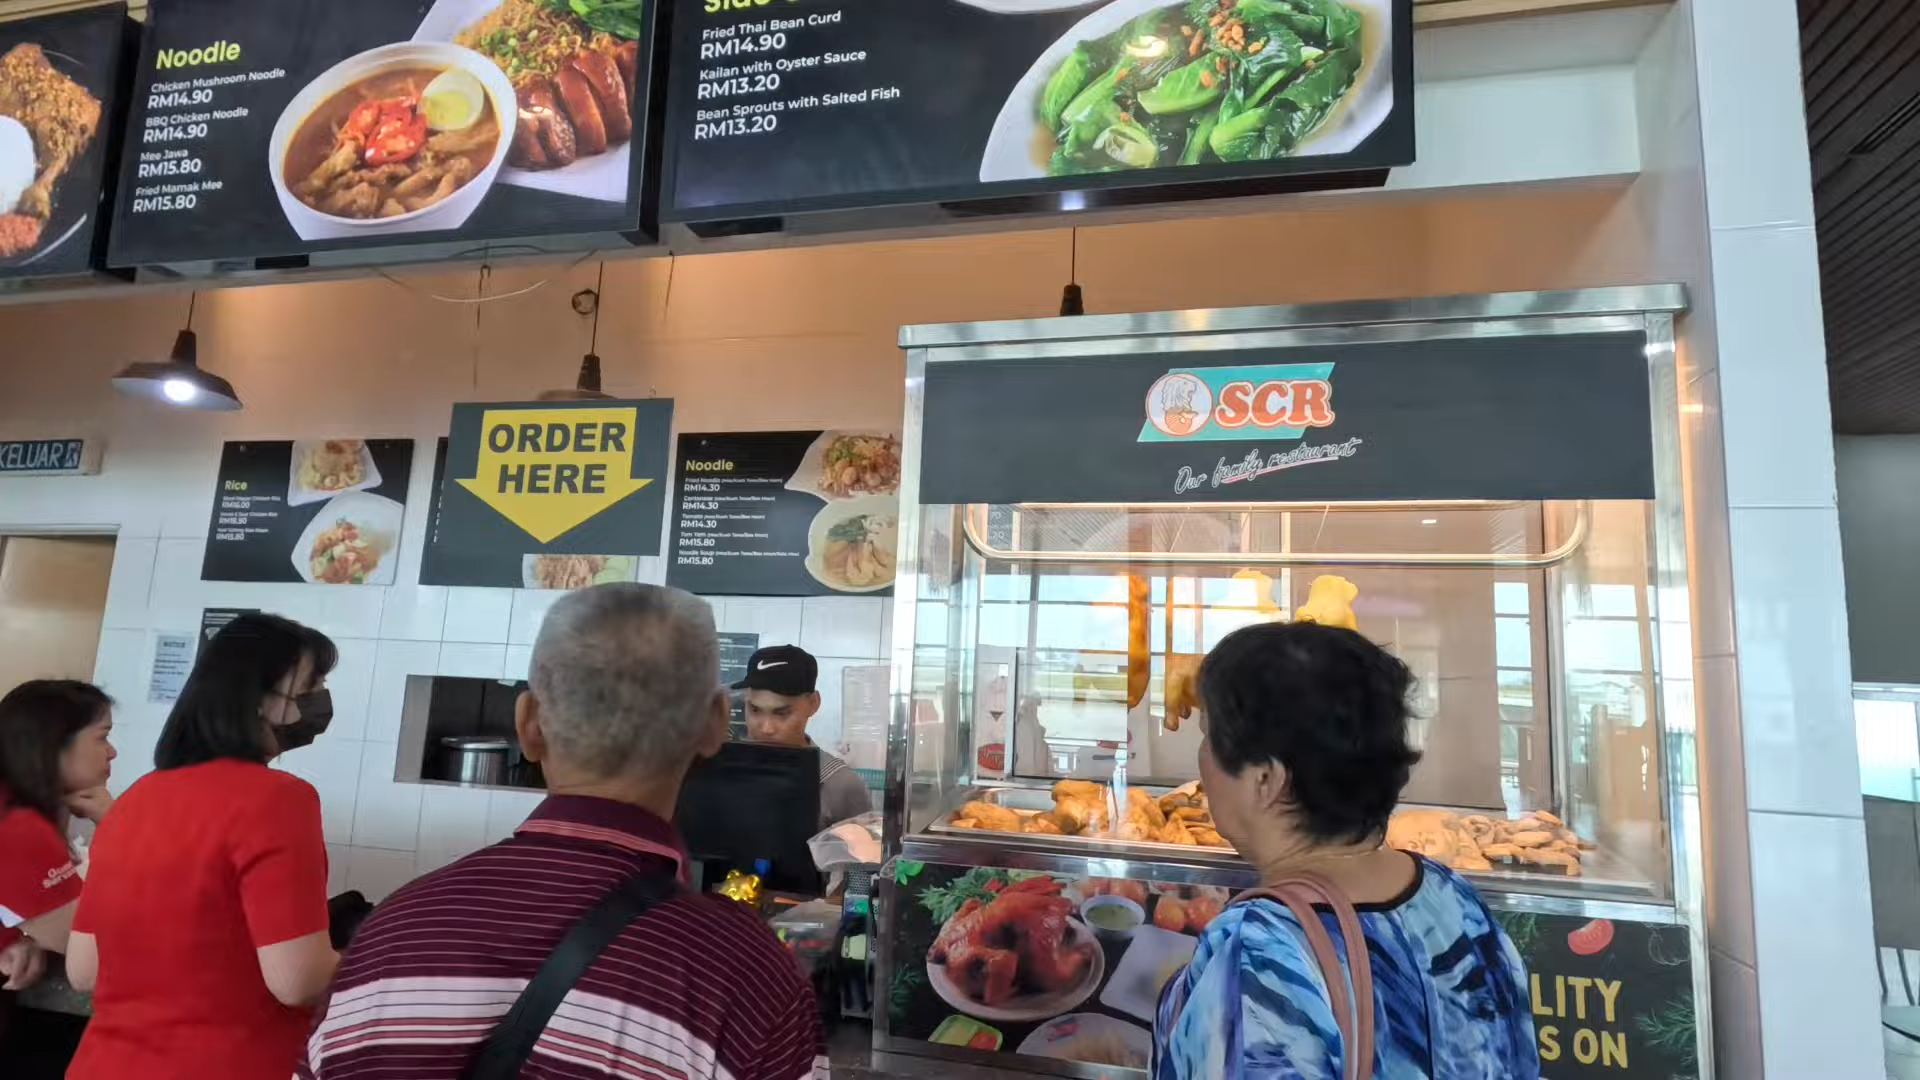 Noodle
Chicken Mushroom Noodle
RM14.90
BBQ Chicken Noodle
RM14.90
Mee Jawa
RM15.80
Fried Mamak Mee
RM15.80
Fried Thai Bean Curd
RM14.90
Kailan with Oyster Sauce
RM13.20
Bean Sprouts with Salted Fish
RM13.20
KELUAR
Rice
ORDER
HERE
Noodle
RM14.30
RM14.30
RM14.30
RM15.80
RM15.80
SCR
Our family restaurant
NOTICE
LITY
S ON